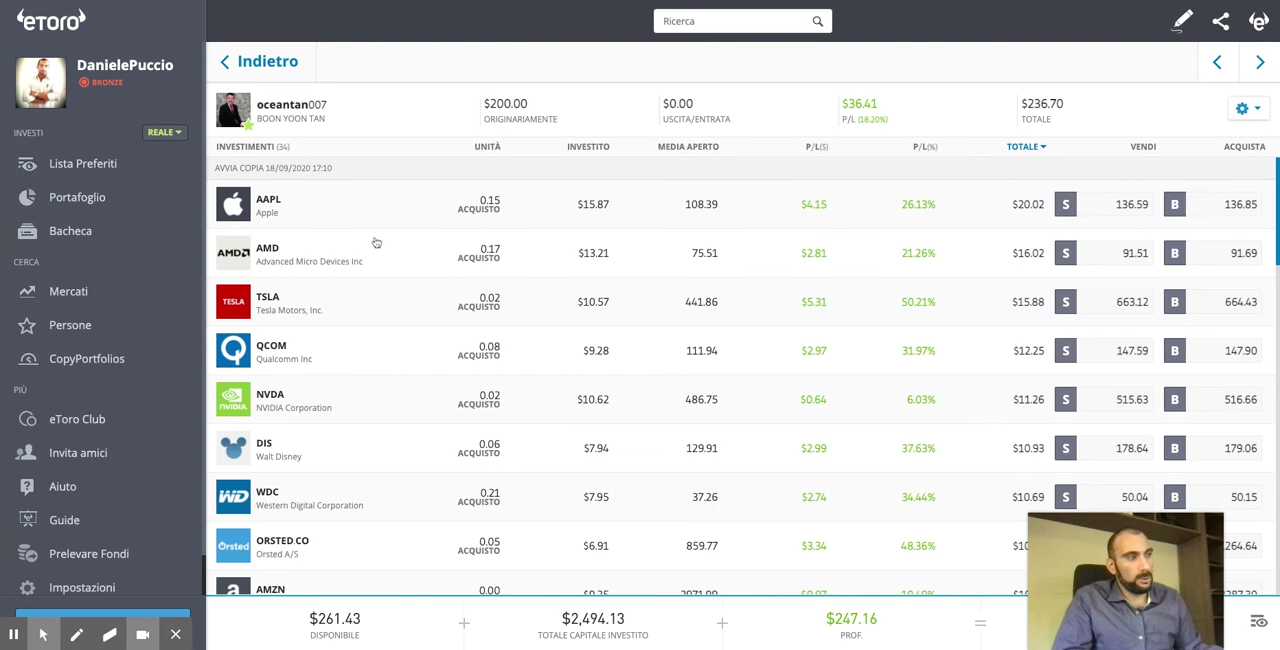 eToro
Ricerca
DanielePuccio
BRONZE
Indietro
oceantan007
BOON YOON TAN
$200.00
ORIGINARIAMENTE
$0.00
USCITA/ENTRATA
$36.41
P/L (18.20%)
$236.70
TOTALE
INVESTI
REALE
Lista Preferiti
Portafoglio
Bacheca
CERCA
Mercati
Persone
CopyPortfolios
PIÙ
eToro Club
Invita amici
Aiuto
Guide
Prelevare Fondi
Impostazioni
INVESTIMENTI (34) UNITÀ INVESTITO MEDIA APERTO P/L($) P/L(%) TOTALE VENDI ACQUISTA
AVVIA COPIA 18/09/2020 17:10
AAPL
Apple
0.15
ACQUISTO
$15.87 108.39 $4.15 26.13% $20.02 S 136.59 B 136.85
AMD
AMD
Advanced Micro Devices Inc
0.17
ACQUISTO
$13.21 75.51 $2.81 21.26% $16.02 S 91.51 B 91.69
TESLA
TSLA
Tesla Motors, Inc.
0.02
ACQUISTO
$10.57 441.86 $5.31 50.21% $15.88 S 663.12 B 664.43
QCOM
Qualcomm Inc
0.08
ACQUISTO
$9.28 111.94 $2.97 31.97% $12.25 S 147.59 B 147.90
NVIDIA
NVDA
NVIDIA Corporation
0.02
ACQUISTO
$10.62 486.75 $0.64 6.03% $11.26 S 515.63 B 516.66
DIS
Walt Disney
0.06
ACQUISTO
$7.94 129.91 $2.99 37.63% $10.93 S 178.64 B 179.06
WD
WDC
Western Digital Corporation
0.21
ACQUISTO
$7.95 37.26 $2.74 34.44% $10.69 S 50.04 B 50.15
Orsted
ORSTED.CO
Orsted A/S
0.05
ACQUISTO
$6.91 859.77 $3.34 48.36%
AMZN
0.00
$261.43
DISPONIBILE
+
$2,494.13
TOTALE CAPITALE INVESTITO
+
$247.16
PROF.
=